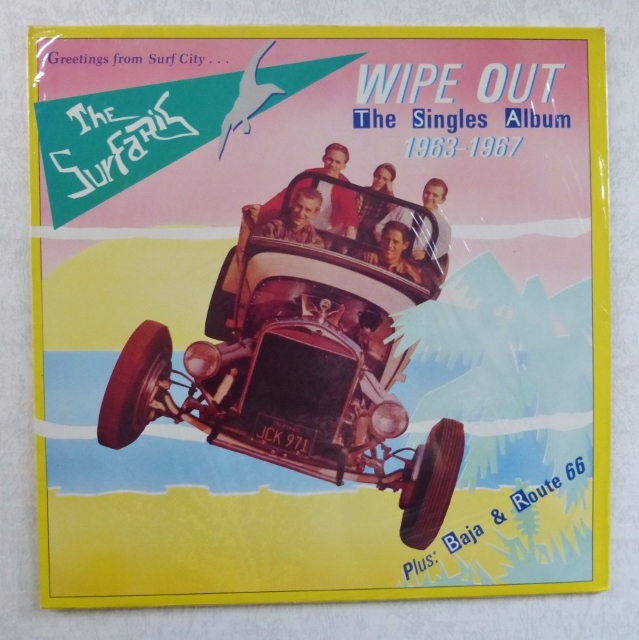 Greetings from Surf City . . .
The
Surfaris
WIPE OUT
The Singles Album
1963-1967
JCK 971
Plus: Baja & Route 66